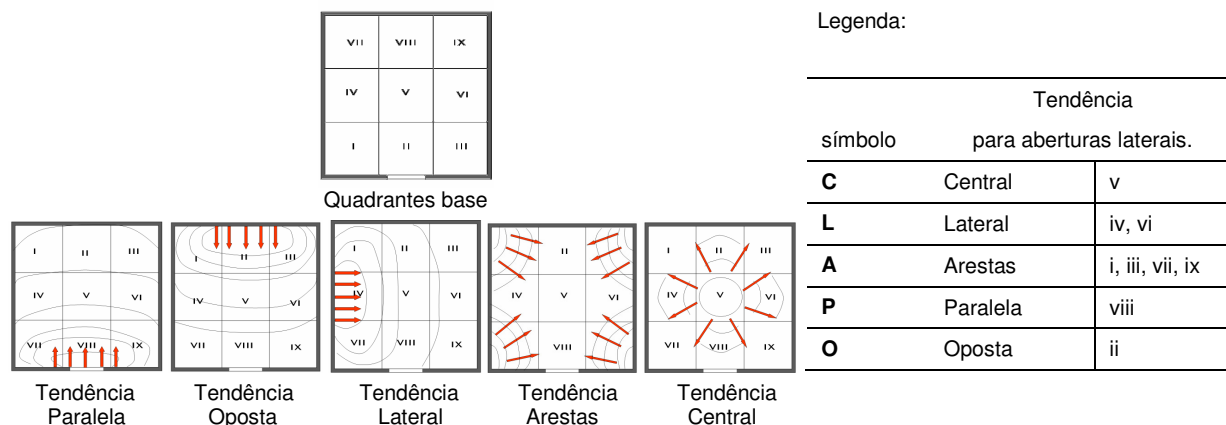 VII VIII IX
IV V VI
I II III
Quadrantes base
I II III
IV V VI
VII VIII IX
Tendência
Paralela
I II III
IV V VI
VII VIII IX
Tendência
Oposta
I II III
IV V VI
VII VIII IX
Tendência
Lateral
II
IV V VI
VIII
Tendência
Arestas
I II III
IV V VI
VII VIII IX
Tendência
Central
Legenda:
Tendência
símbolo para aberturas laterais.
C Central v
L Lateral iv, vi
A Arestas i, iii, vii, ix
P Paralela viii
O Oposta ii